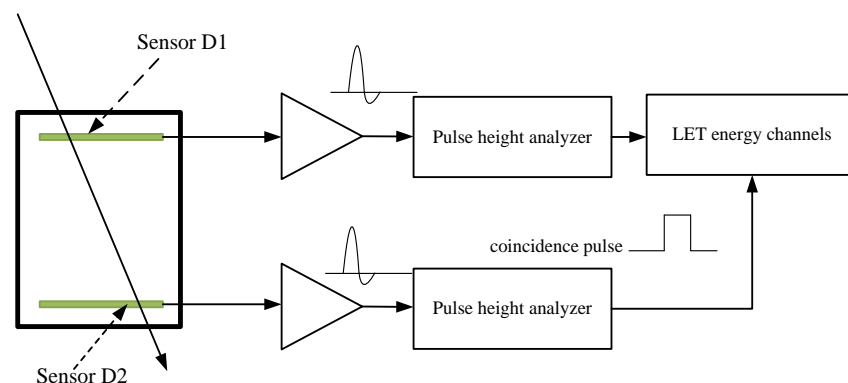 Sensor D1
Pulse height analyzer
LET energy channels
coincidence pulse
Pulse height analyzer
Sensor D2